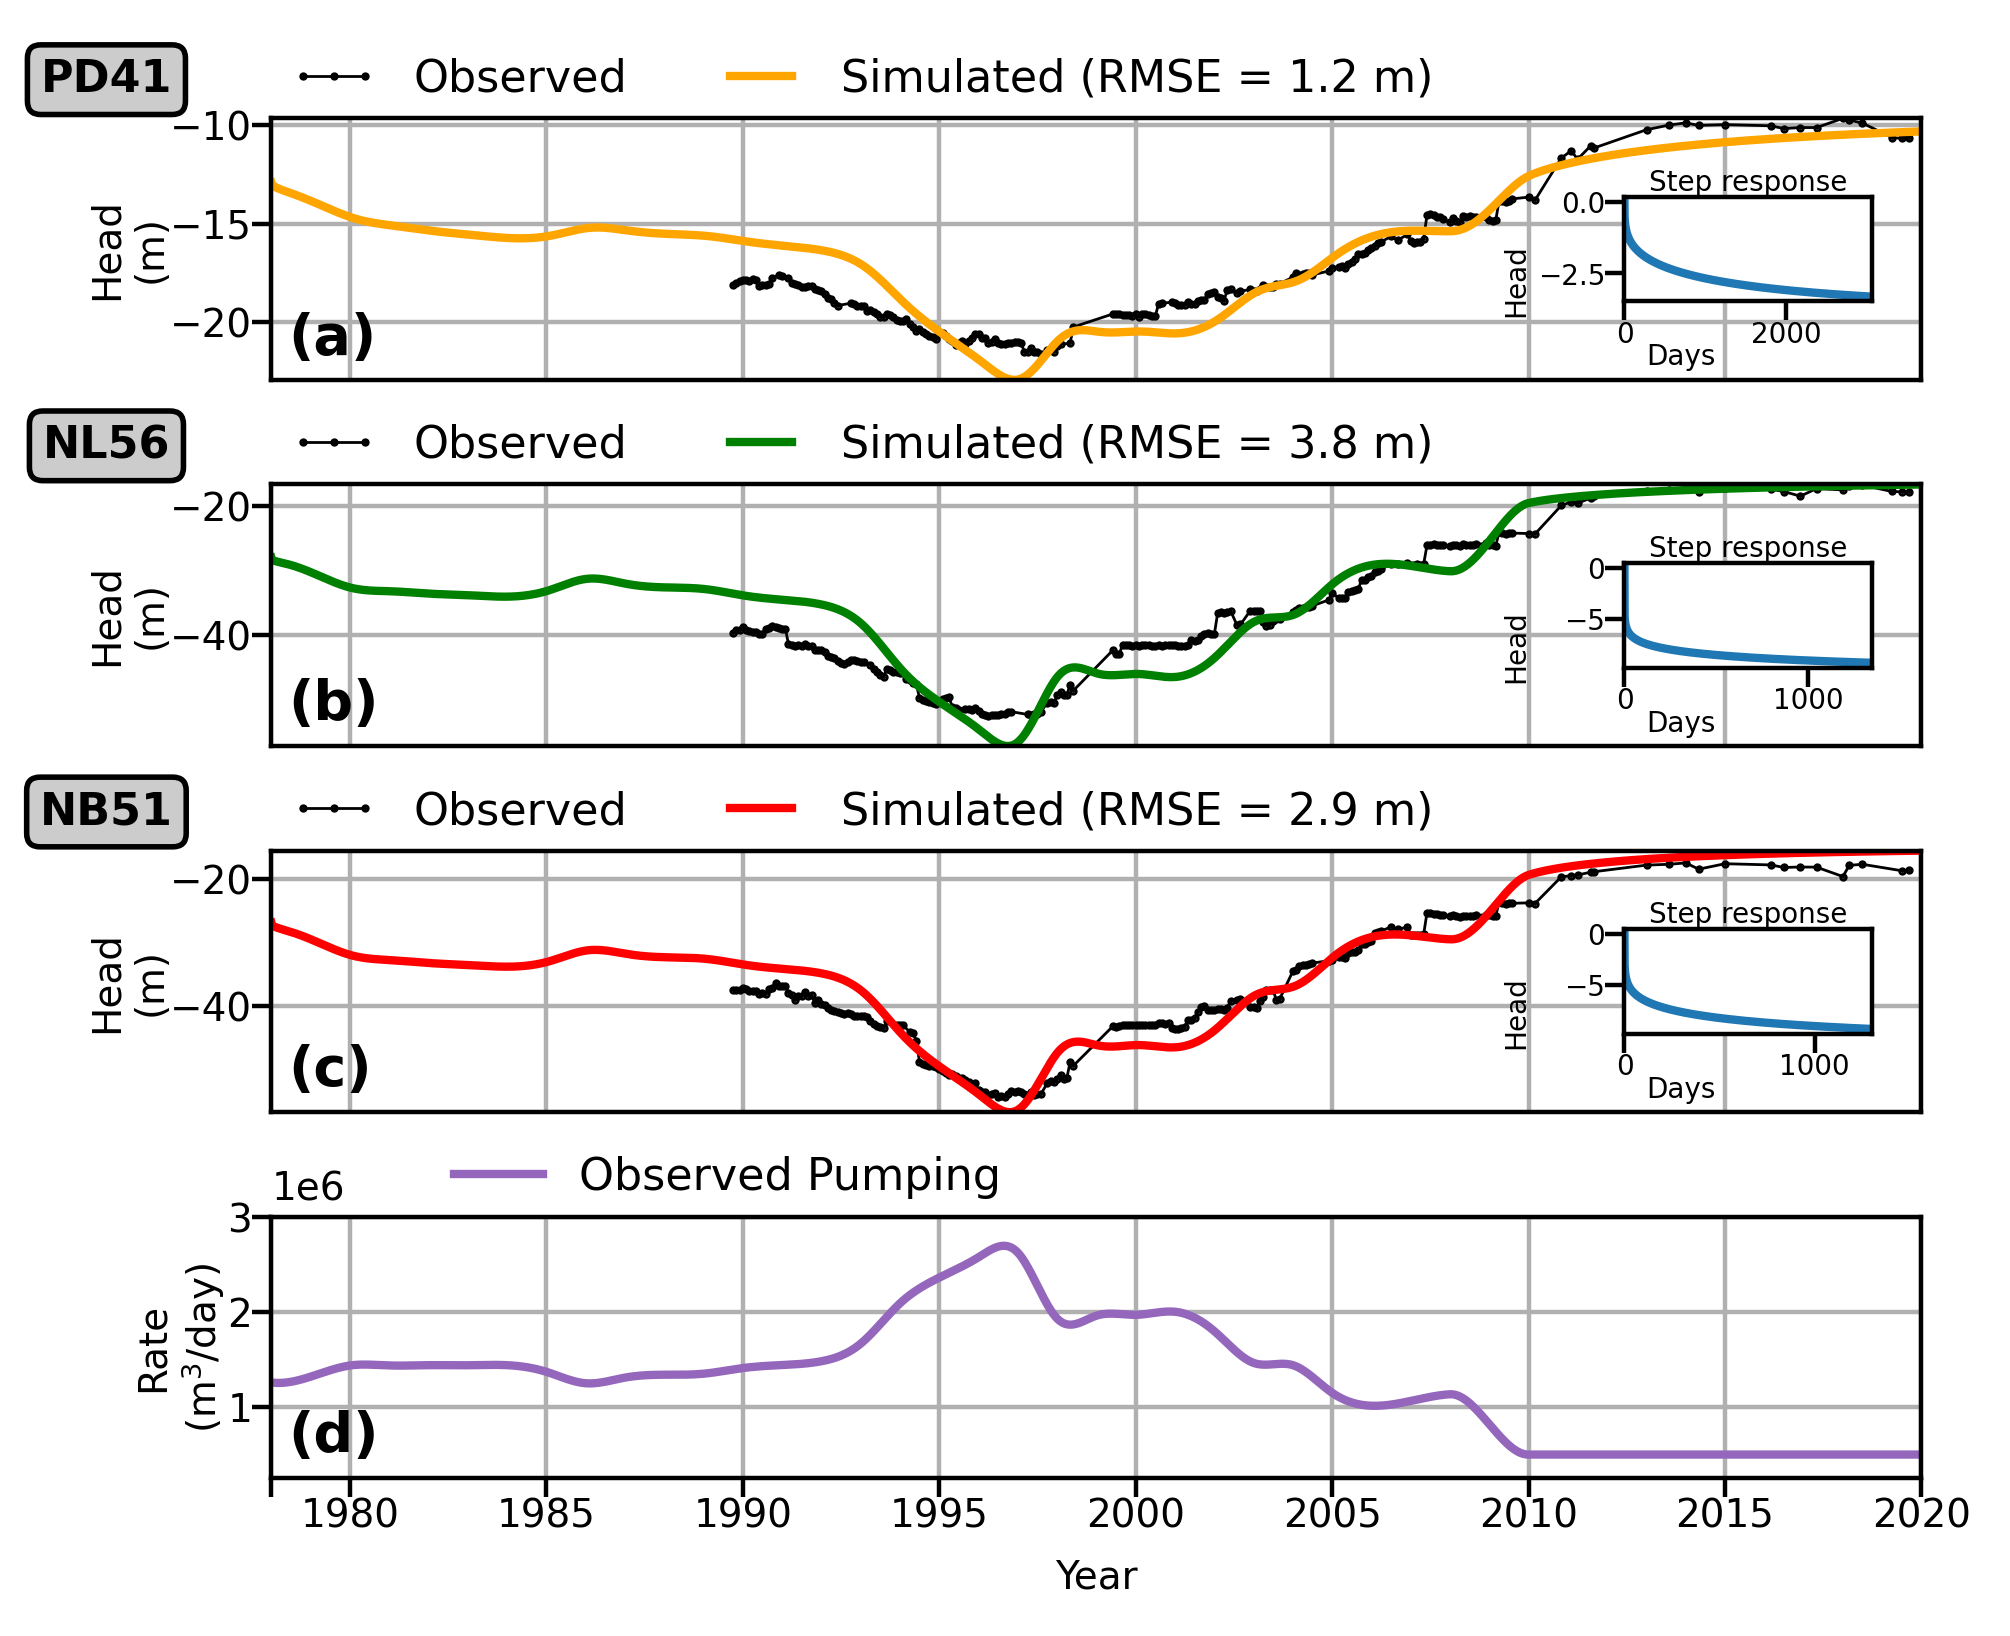 PD41
Observed
Simulated (RMSE = 1.2 m)
−10
−15
−20
Head
(m)
(a)
Step response
0.0
−2.5
Head
0
2000
Days
NL56
Observed
Simulated (RMSE = 3.8 m)
−20
−40
Head
(m)
(b)
Step response
0
−5
Head
0
1000
Days
NB51
Observed
Simulated (RMSE = 2.9 m)
−20
−40
Head
(m)
(c)
Step response
0
−5
Head
0
1000
Days
1e6
Observed Pumping
3
2
1
Rate
(m³/day)
(d)
1980
1985
1990
1995
2000
2005
2010
2015
2020
Year